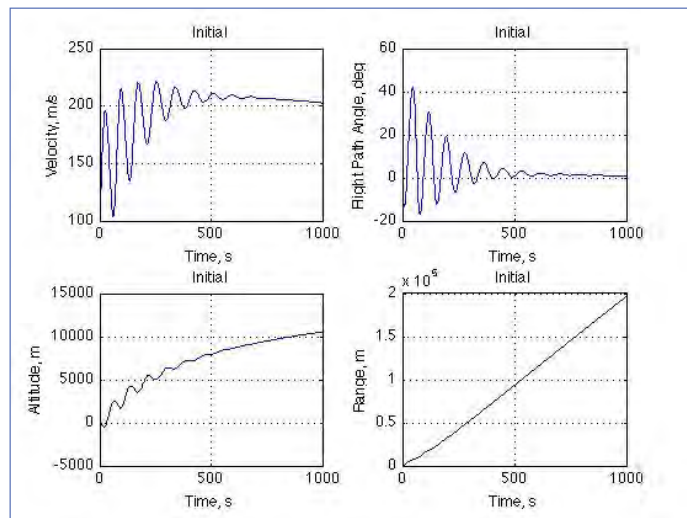 Initial
250
200
150
100
0
500
1000
Velocity, m/s
Time, s
Initial
60
40
20
0
-20
0
500
1000
Flight Path Angle, deg
Time, s
Initial
15000
10000
5000
0
-5000
0
500
1000
Altitude, m
Time, s
x 10⁵
Initial
2
1.5
1
0.5
0
0
500
1000
Range, m
Time, s